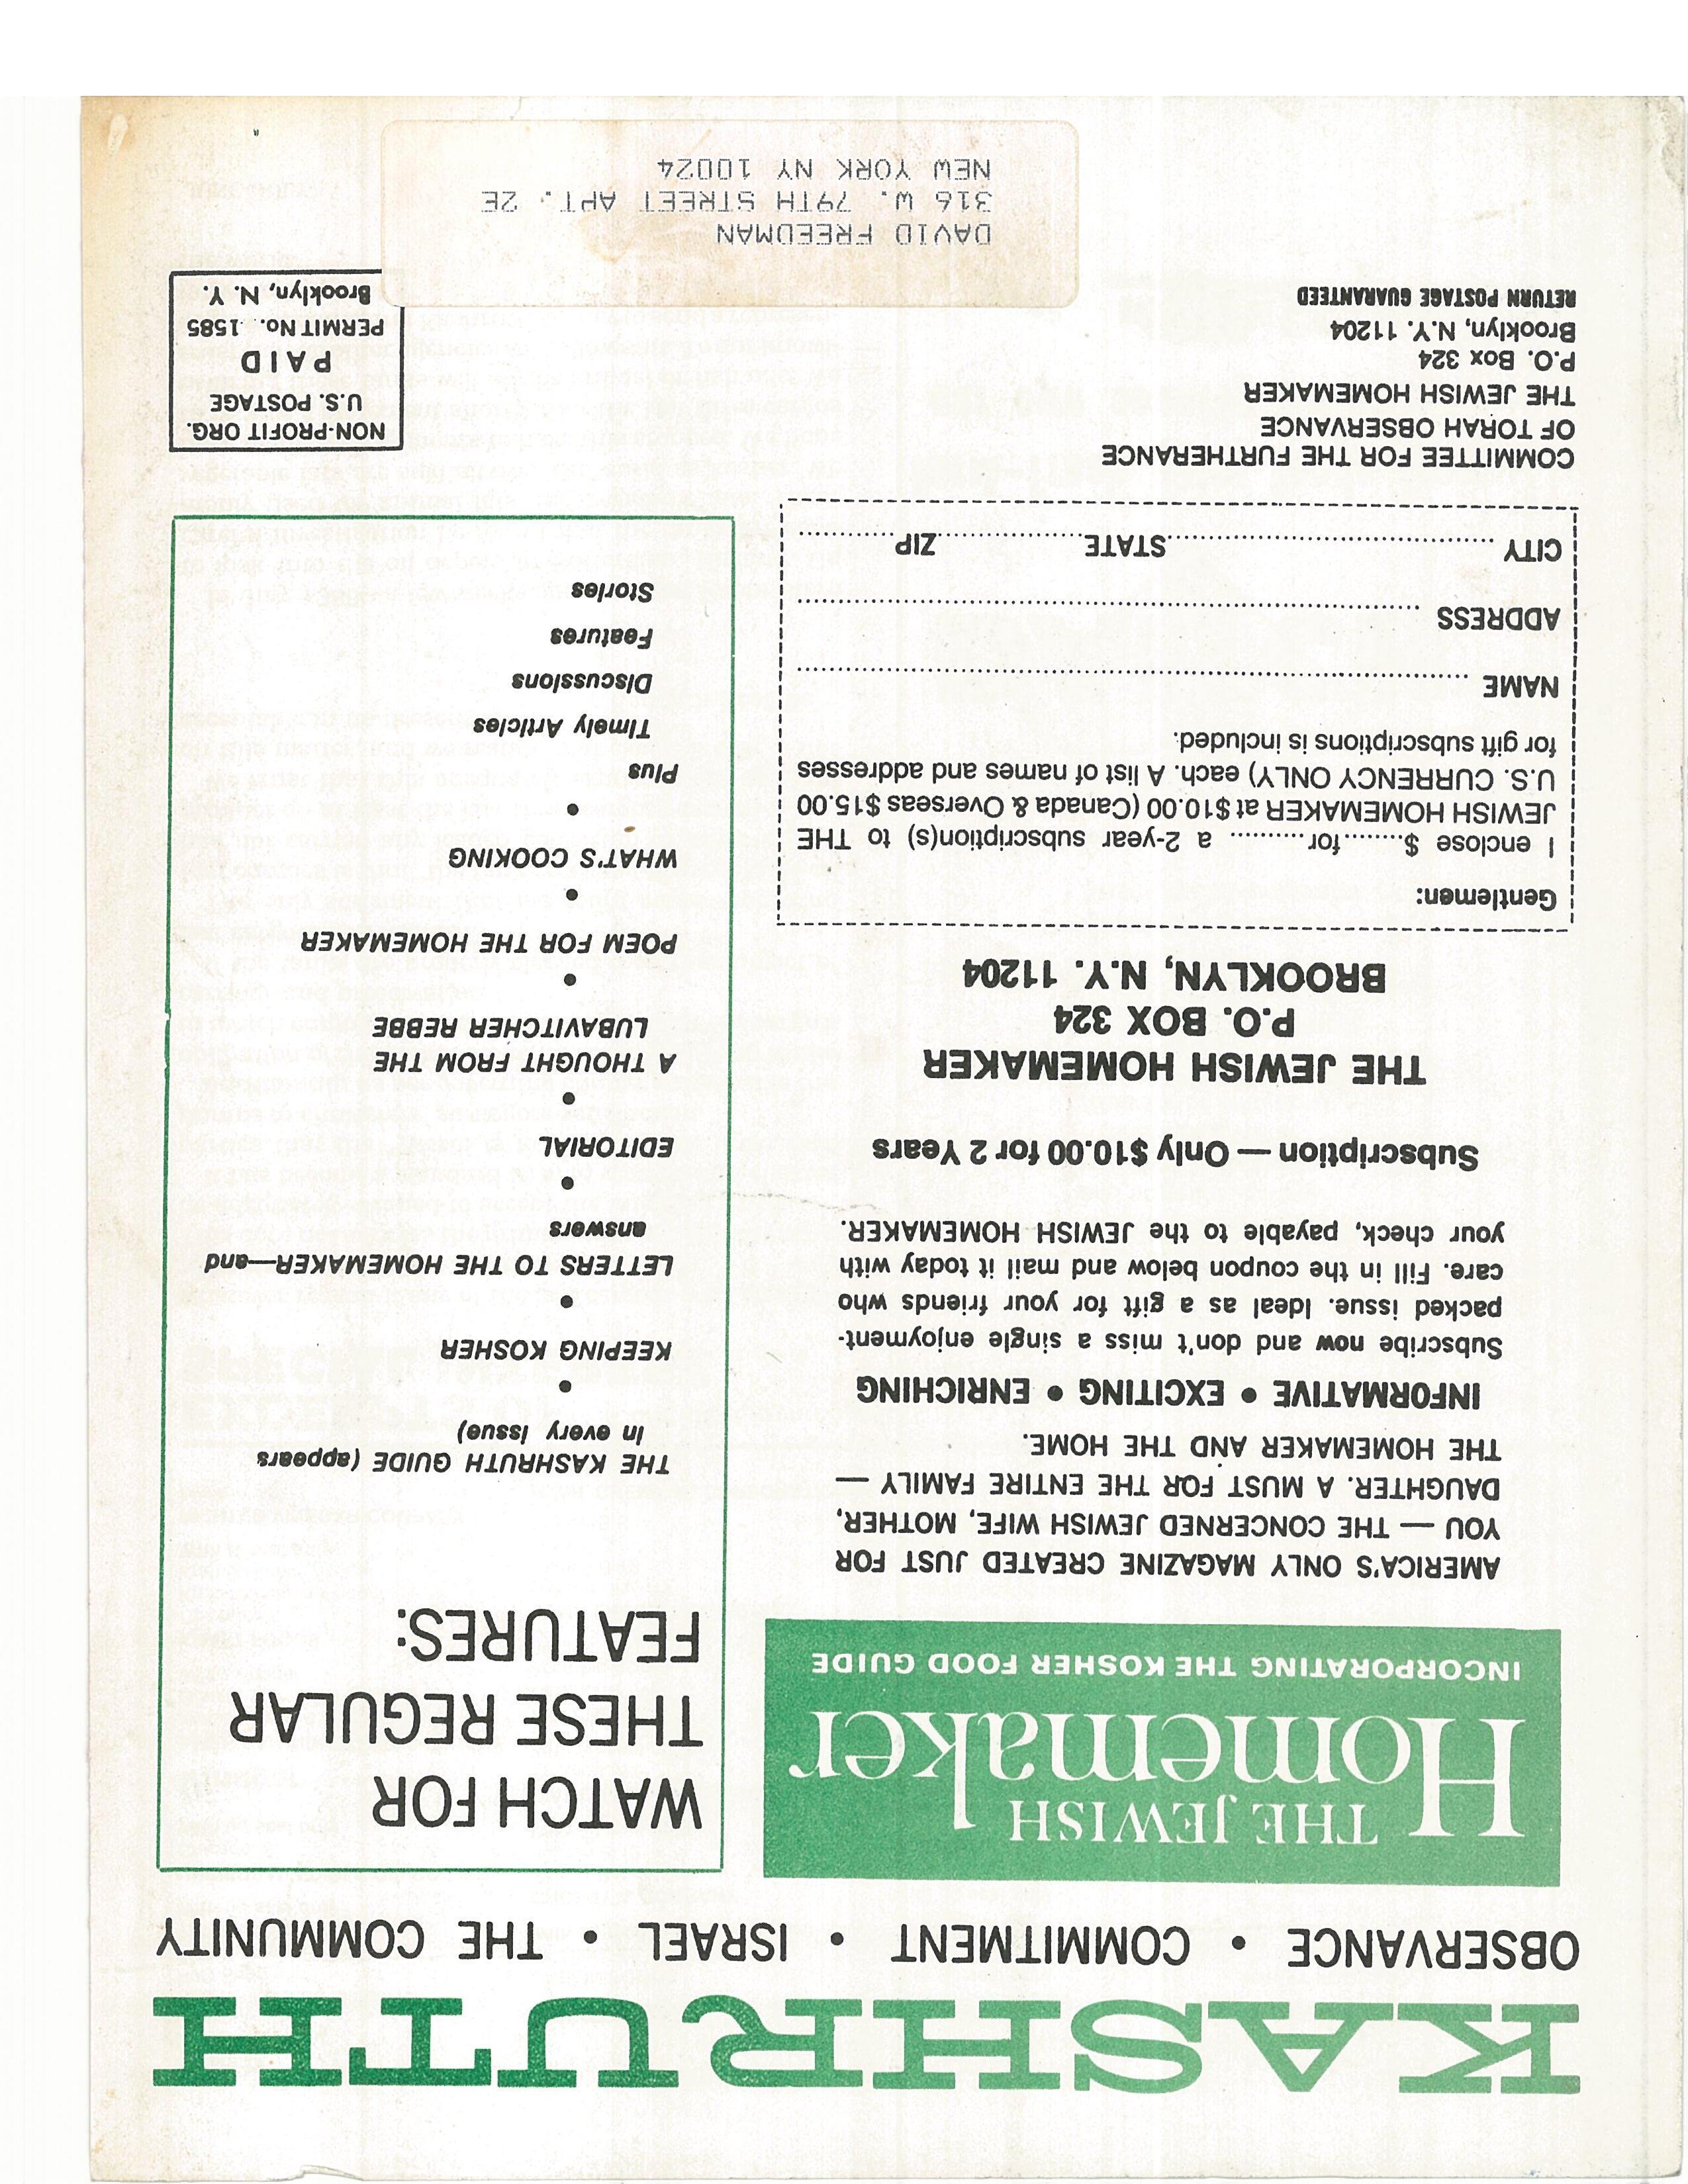 KASHRUTH
OBSERVANCE • COMMITMENT • ISRAEL • THE COMMUNITY
THE JEWISH
Homemaker
INCORPORATING THE KOSHER FOOD GUIDE
AMERICA'S ONLY MAGAZINE CREATED JUST FOR
YOU — THE CONCERNED JEWISH WIFE, MOTHER,
DAUGHTER. A MUST FOR THE ENTIRE FAMILY —
THE HOMEMAKER AND THE HOME.
INFORMATIVE • EXCITING • ENRICHING
Subscribe now and don't miss a single enjoyment-
packed issue. Ideal as a gift for your friends who
care. Fill in the coupon below and mail it today with
your check, payable to the JEWISH HOMEMAKER.
Subscription — Only $10.00 for 2 Years
THE JEWISH HOMEMAKER
P.O. BOX 324
BROOKLYN, N.Y. 11204
Gentlemen:
I enclose $........for.......... a 2-year subscription(s) to THE
JEWISH HOMEMAKER at $10.00 (Canada & Overseas $15.00
U.S. CURRENCY ONLY) each. A list of names and addresses
for gift subscriptions is included.
NAME ..........................................................................
ADDRESS ....................................................................
CITY ....................................STATE................ZIP...........
WATCH FOR
THESE REGULAR
FEATURES:
THE KASHRUTH GUIDE (appears
in every issue)
•
KEEPING KOSHER
•
LETTERS TO THE HOMEMAKER—and
answers
•
EDITORIAL
•
A THOUGHT FROM THE
LUBAVITCHER REBBE
•
POEM FOR THE HOMEMAKER
•
WHAT'S COOKING
•
Plus
Timely Articles
Discussions
Features
Stories
COMMITTEE FOR THE FURTHERANCE
OF TORAH OBSERVANCE
THE JEWISH HOMEMAKER
P.O. Box 324
Brooklyn, N.Y. 11204
RETURN POSTAGE GUARANTEED
NON-PROFIT ORG.
U.S. POSTAGE
PAID
PERMIT No. 1585
Brooklyn, N. Y.
DAVID FREEDMAN
316 W. 79TH STREET APT. 2E
NEW YORK NY 10024